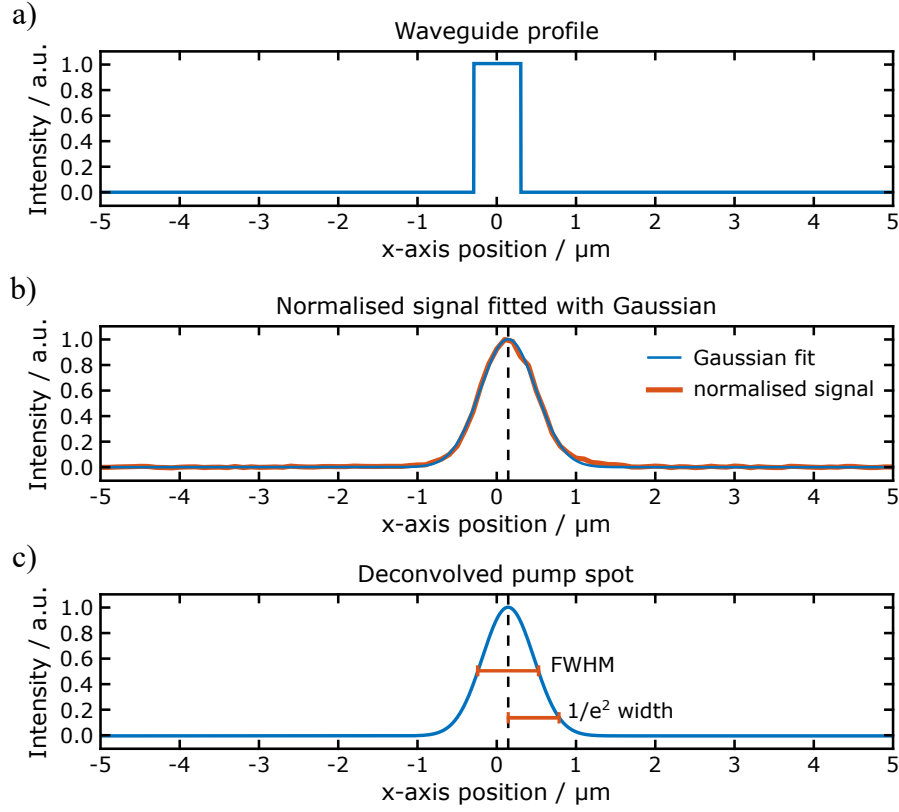 a)
Waveguide profile
Intensity / a.u.
1.0
0.8
0.6
0.4
0.2
0.0
-5 -4 -3 -2 -1 0 1 2 3 4 5
x-axis position / µm
b)
Normalised signal fitted with Gaussian
Intensity / a.u.
1.0
0.8
0.6
0.4
0.2
0.0
Gaussian fit
normalised signal
-5 -4 -3 -2 -1 0 1 2 3 4 5
x-axis position / µm
c)
Deconvolved pump spot
Intensity / a.u.
1.0
0.8
0.6
0.4
0.2
0.0
FWHM
1/e² width
-5 -4 -3 -2 -1 0 1 2 3 4 5
x-axis position / µm